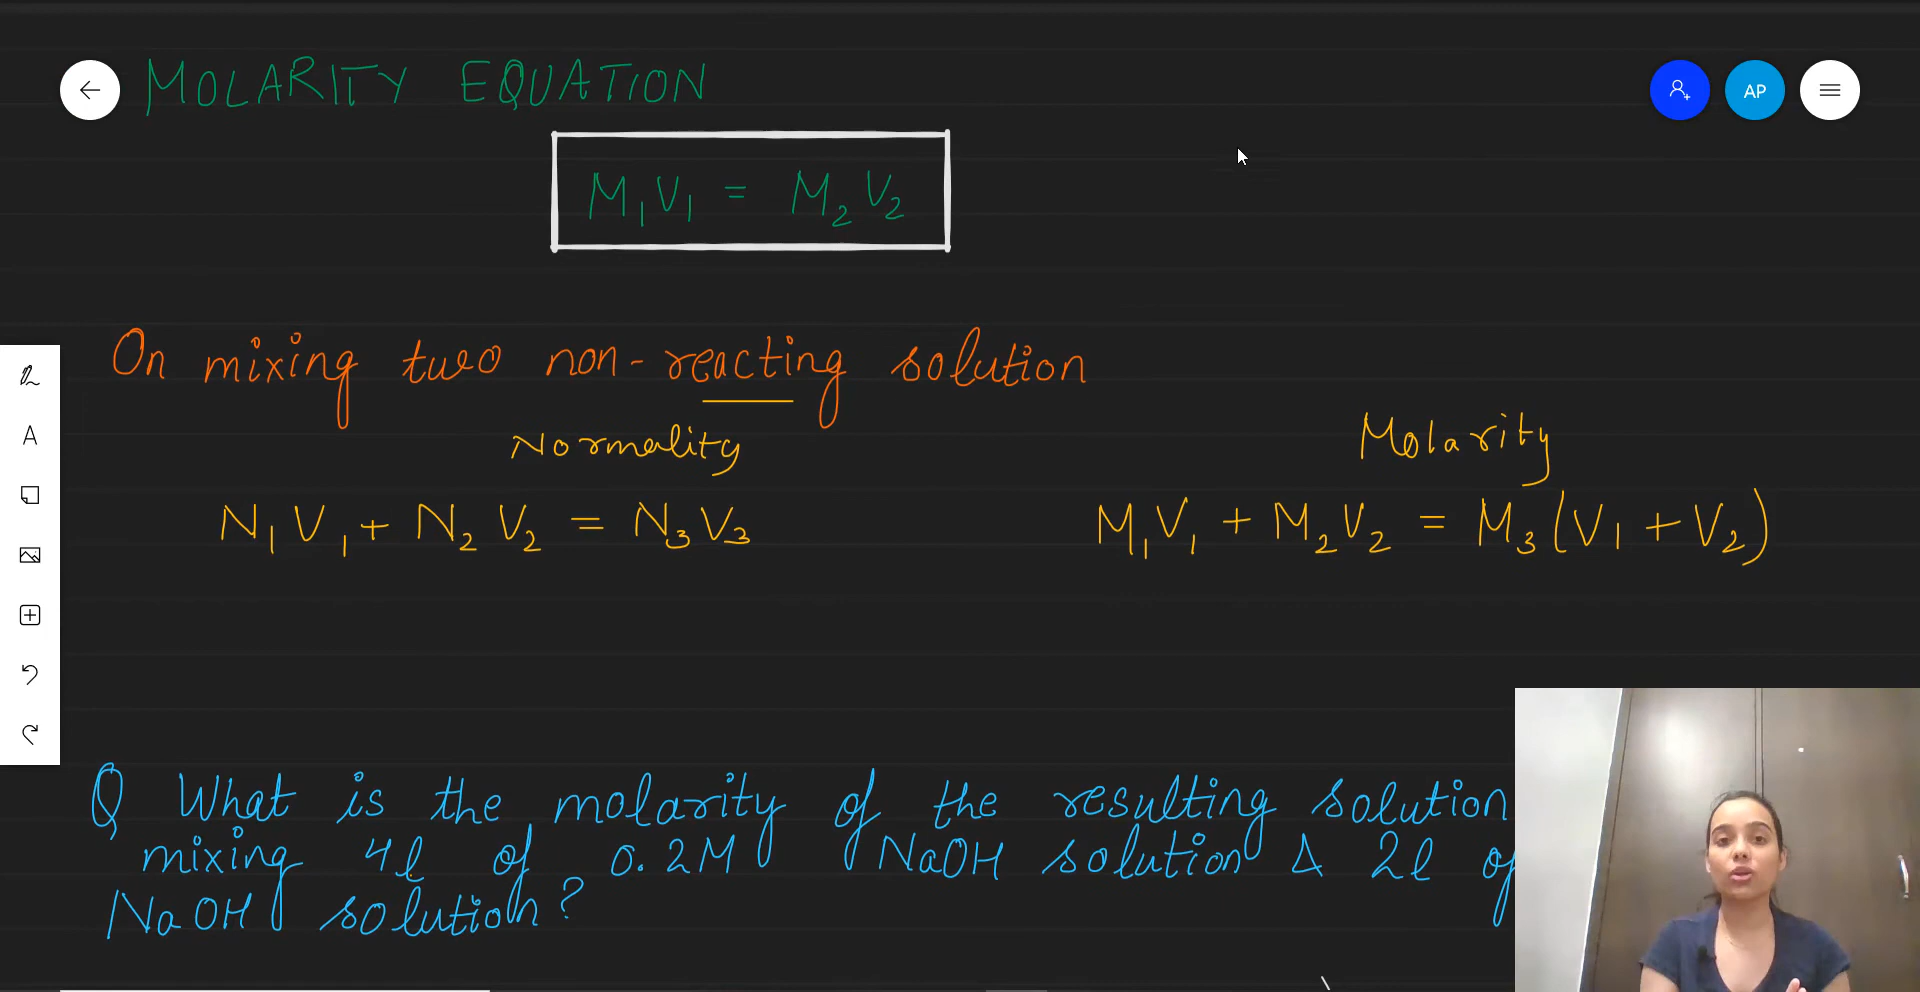 MOLARITY EQUATION
AP
M₁V₁ = M₂V₂
On mixing two non-reacting solution
Normality
Molarity
N₁V₁ + N₂V₂ = N₃V₃
M₁V₁ + M₂V₂ = M₃(V₁ + V₂)
Q What is the molarity of the resulting solution
mixing 4l of 0.2M NaOH solution & 2l of
NaOH solution?